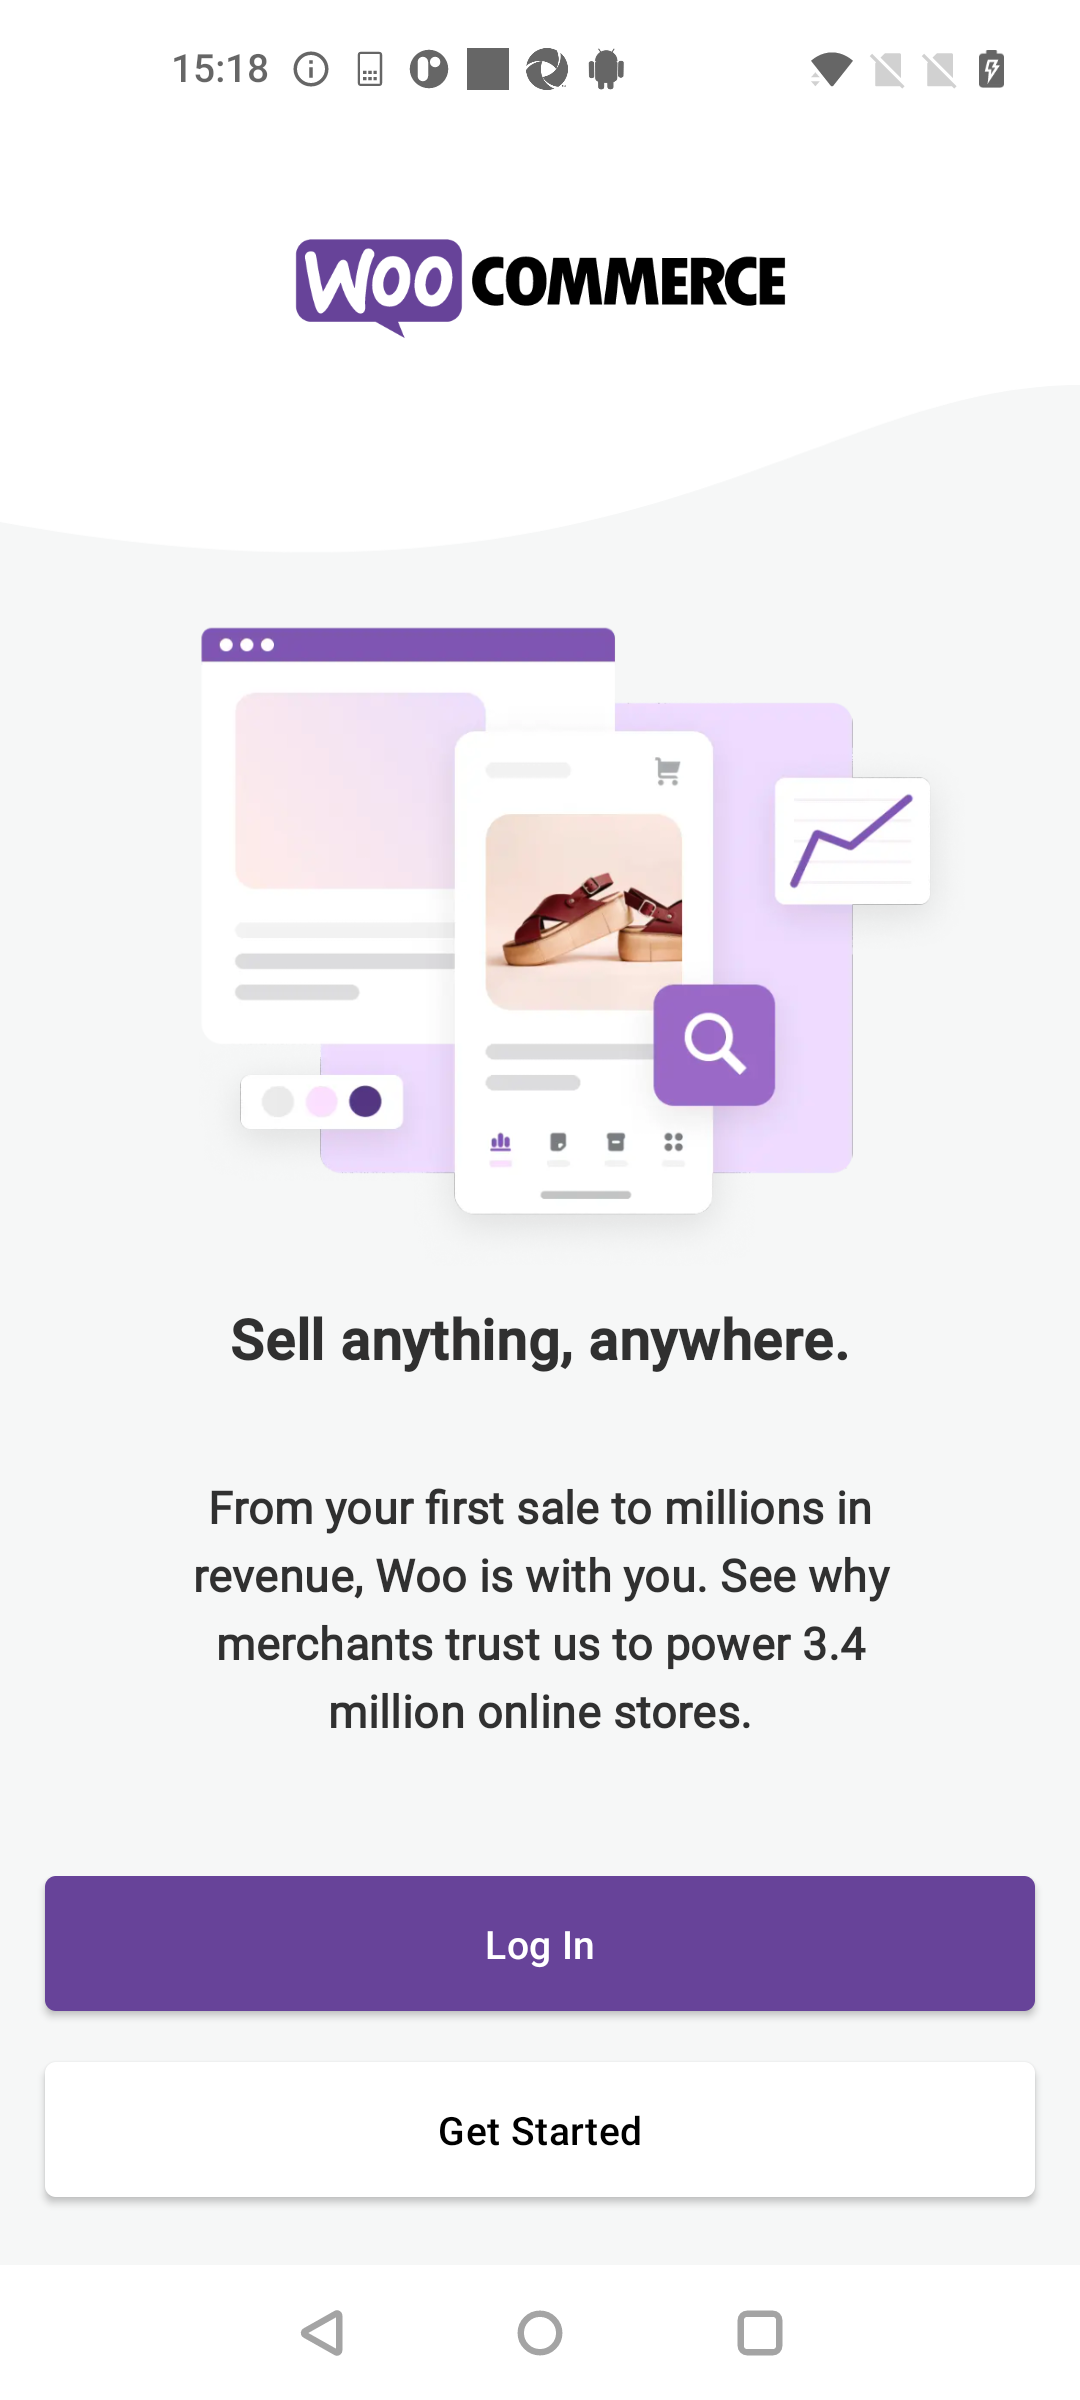 15:18
WOO COMMERCE
Sell anything, anywhere.
From your first sale to millions in
revenue, Woo is with you. See why
merchants trust us to power 3.4
million online stores.
Log In
Get Started